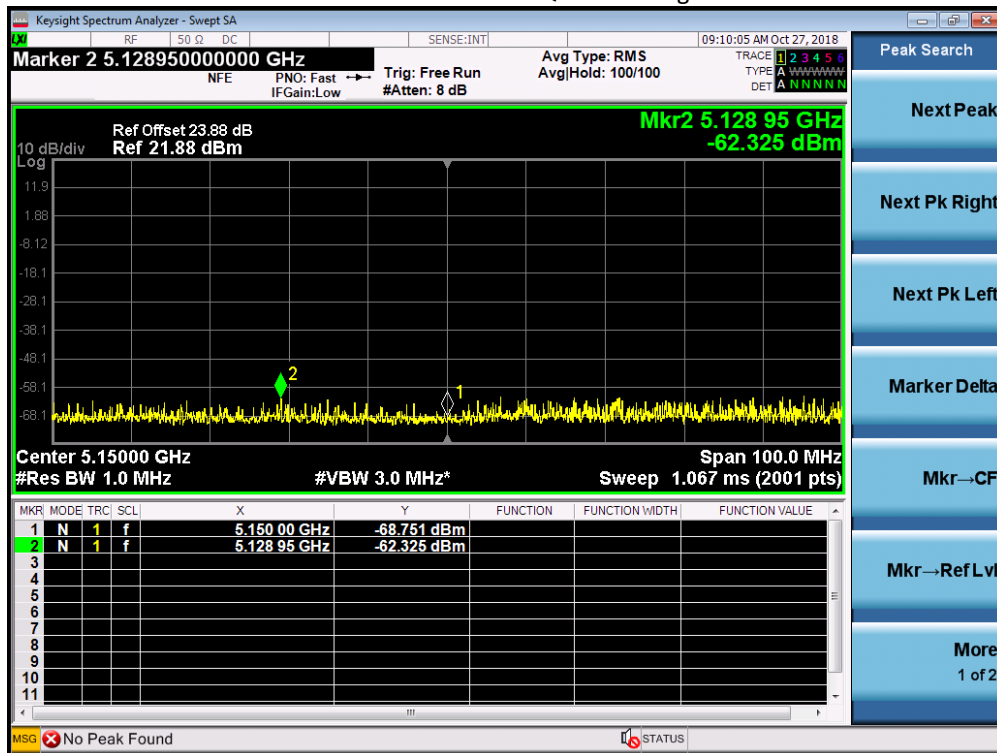 Keysight Spectrum Analyzer - Swept SA
LXI RF 50 Ω DC SENSE:INT 09:10:05 AM Oct 27, 2018
Marker 2 5.128950000000 GHz
NFE PNO: Fast IFGain:Low
Trig: Free Run
#Atten: 8 dB
Avg Type: RMS
Avg|Hold: 100/100
TRACE 1 2 3 4 5 6
TYPE A WWWWW
DET A N N N N N
Peak Search
Next Peak
Next Pk Right
Next Pk Left
Marker Delta
Mkr→CF
Mkr→Ref Lvl
More
1 of 2
Mkr2 5.128 95 GHz
-62.325 dBm
Ref Offset 23.88 dB
10 dB/div Ref 21.88 dBm
Log
11.9
1.88
-8.12
-18.1
-28.1
-38.1
-48.1
-58.1
-68.1
2
1
Center 5.15000 GHz Span 100.0 MHz
#Res BW 1.0 MHz #VBW 3.0 MHz* Sweep 1.067 ms (2001 pts)
MKR MODE TRC SCL X Y FUNCTION FUNCTION WIDTH FUNCTION VALUE
1 N 1 f 5.150 00 GHz -68.751 dBm
2 N 1 f 5.128 95 GHz -62.325 dBm
3
4
5
6
7
8
9
10
11
MSG No Peak Found STATUS